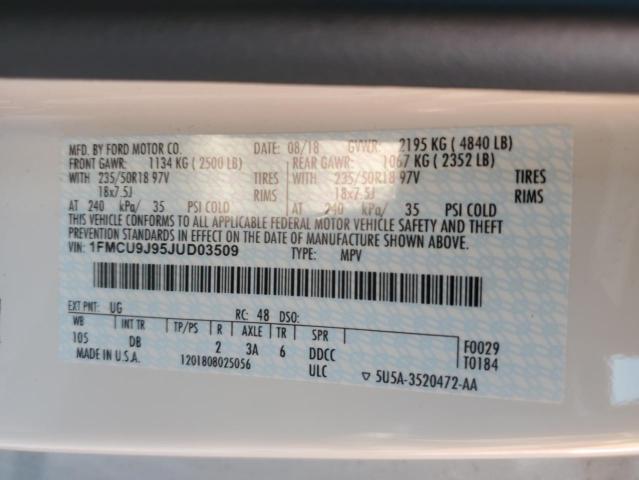 MFD. BY FORD MOTOR CO. DATE: 08/18 GVWR: 2195 KG ( 4840 LB)
FRONT GAWR: 1134 KG ( 2500 LB) REAR GAWR: 1067 KG ( 2352 LB)
WITH 235/50R18 97V TIRES WITH 235/50R18 97V TIRES
18x7.5J RIMS 18x7.5J RIMS
AT 240 kPa/ 35 PSI COLD AT 240 kPa/ 35 PSI COLD
THIS VEHICLE CONFORMS TO ALL APPLICABLE FEDERAL MOTOR VEHICLE SAFETY AND THEFT
PREVENTION STANDARDS IN EFFECT ON THE DATE OF MANUFACTURE SHOWN ABOVE.
VIN: 1FMCU9J95JUD03509 TYPE: MPV
EXT PNT: UG RC: 48 DSO:
WB INT TR TP/PS R AXLE TR SPR F0029
105 DB 2 3A 6 DDCC T0184
MADE IN U.S.A. 1201808025056 ULC ▽ 5U5A-3520472-AA